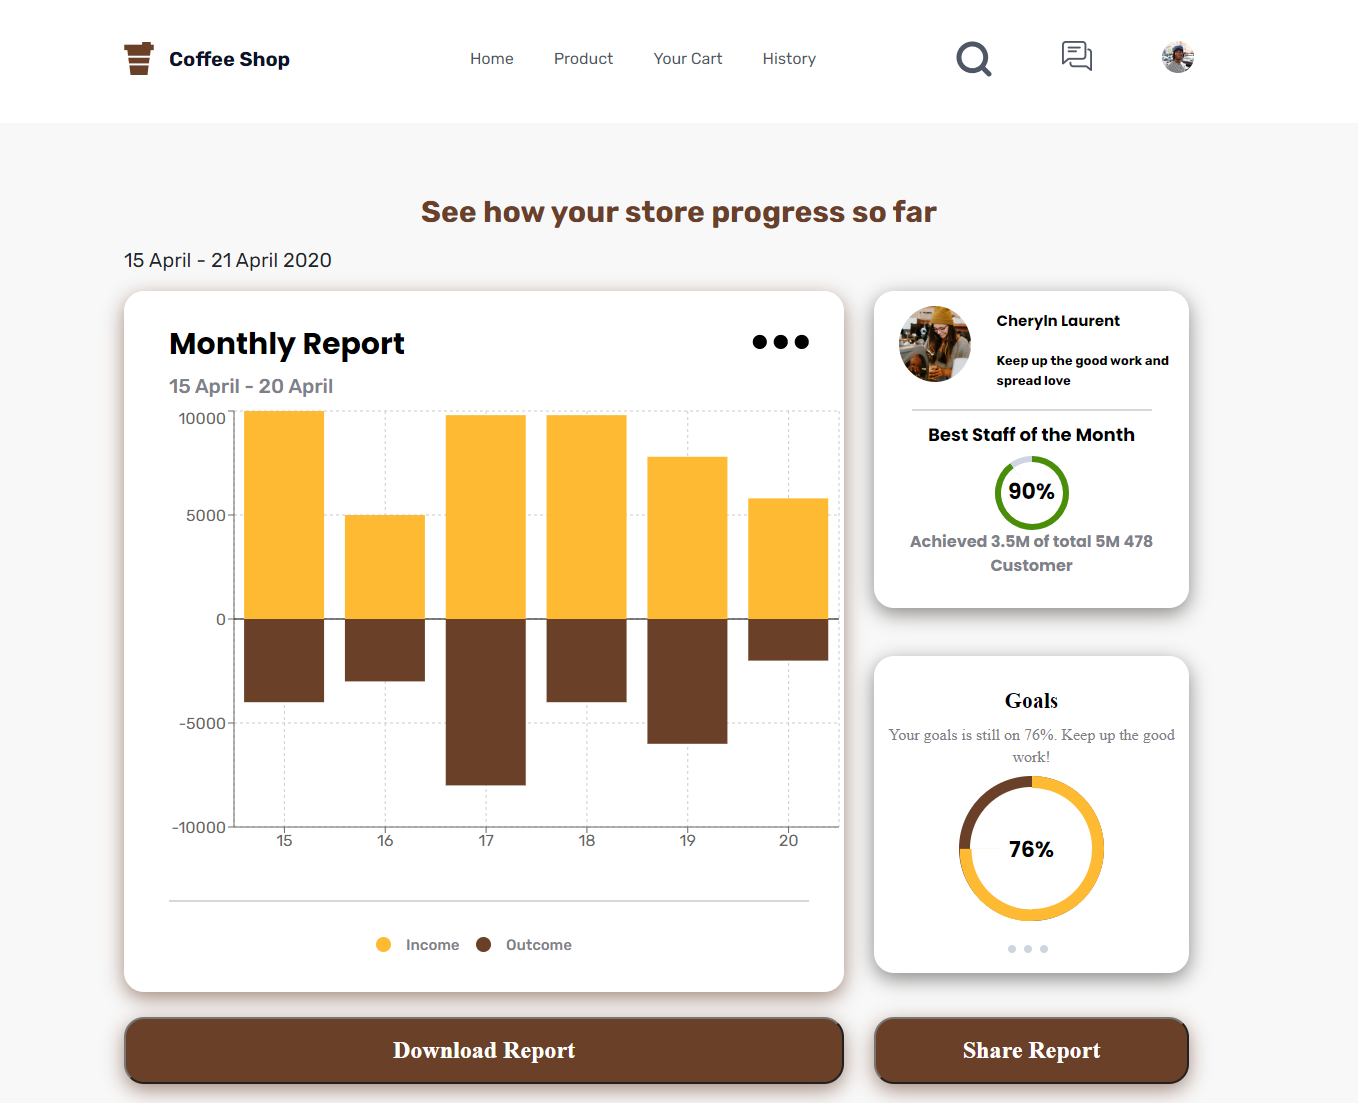 Coffee Shop
Home
Product
Your Cart
History
See how your store progress so far
15 April - 21 April 2020
Monthly Report
15 April - 20 April
10000
5000
0
-5000
-10000
15
16
17
18
19
20
Income
Outcome
Cheryln Laurent
Keep up the good work and
spread love
Best Staff of the Month
90%
Achieved 3.5M of total 5M 478
Customer
Goals
Your goals is still on 76%. Keep up the good
work!
76%
Download Report
Share Report